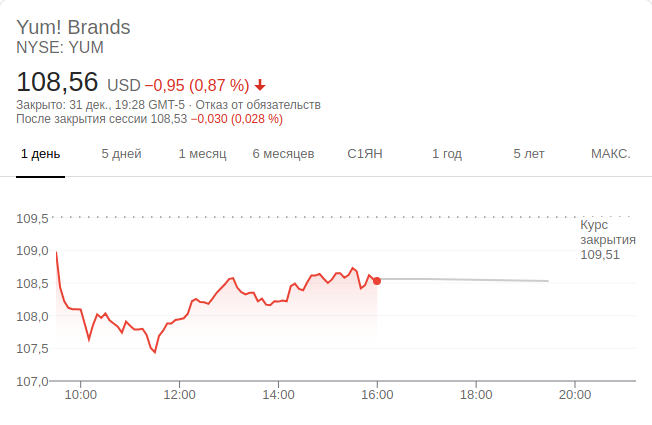 Yum! Brands
NYSE: YUM
108,56 USD −0,95 (0,87 %)
Закрыто: 31 дек., 19:28 GMT-5 · Отказ от обязательств
После закрытия сессии 108,53 −0,030 (0,028 %)
1 день 5 дней 1 месяц 6 месяцев С1ЯН 1 год 5 лет МАКС.
109,5
Курс
закрытия
109,51
109,0
108,5
108,0
107,5
107,0
10:00 12:00 14:00 16:00 18:00 20:00